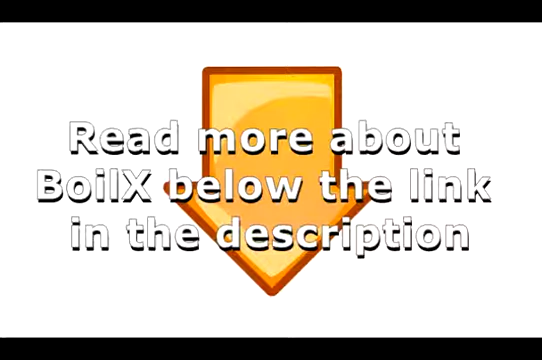 Read more about
BoilX below the link
in the description